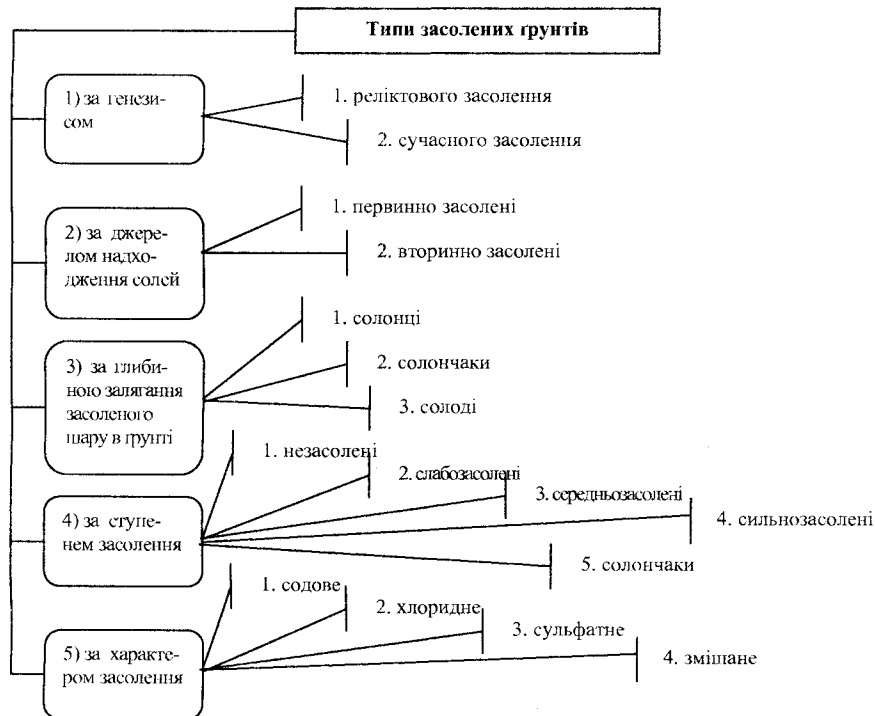 Типи засолених ґрунтів
1) за генези-
сом
1. реліктового засолення
2. сучасного засолення
2) за джере-
лом надхо-
дження солей
1. первинно засолені
2. вторинно засолені
3) за глиби-
ною залягання
засоленого
шару в ґрунті
1. солонці
2. солончаки
3. солоді
4) за ступе-
нем засолення
1. незасолені
2. слабозасолені
3. середньозасолені
4. сильнозасолені
5. солончаки
5) за характе-
ром засолення
1. содове
2. хлоридне
3. сульфатне
4. змішане